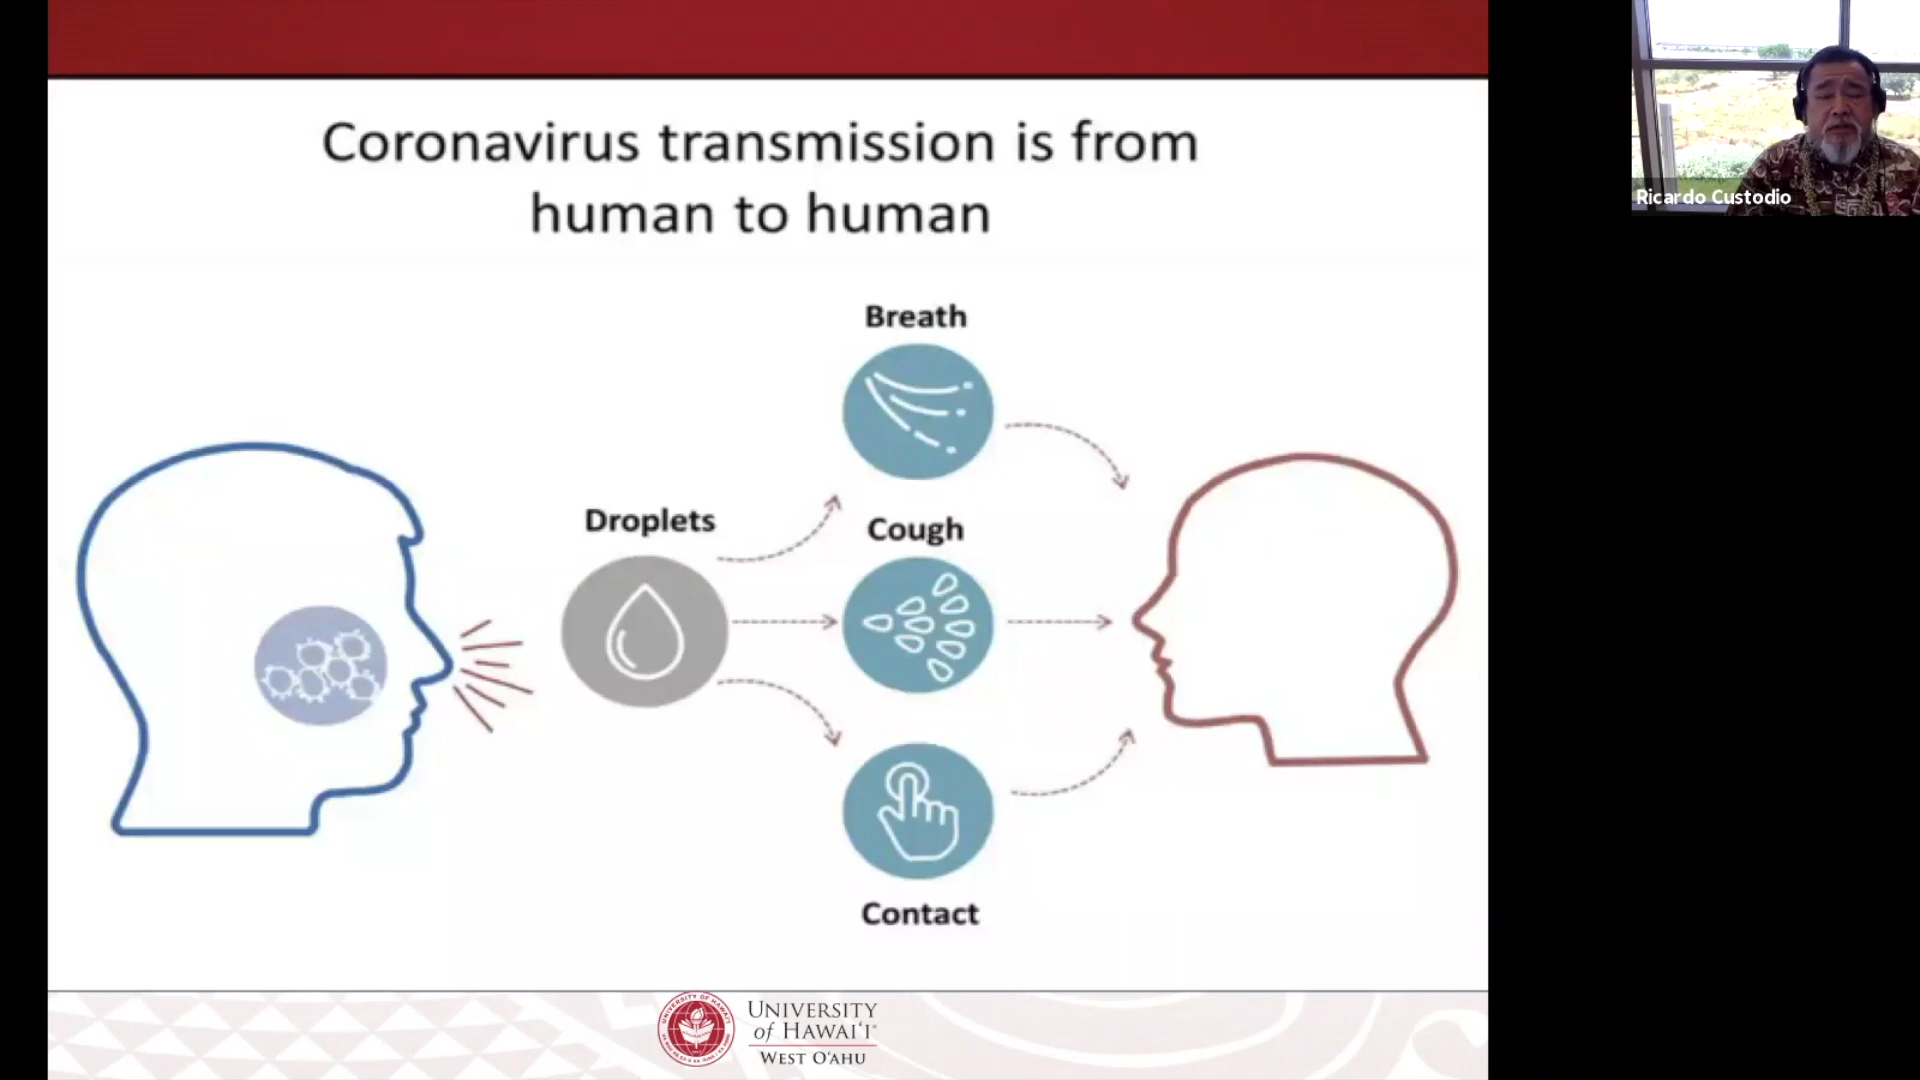 Coronavirus transmission is from
human to human
Breath
Droplets
Cough
Contact
UNIVERSITY
of HAWAI‘I®
WEST O‘AHU
Ricardo Custodio